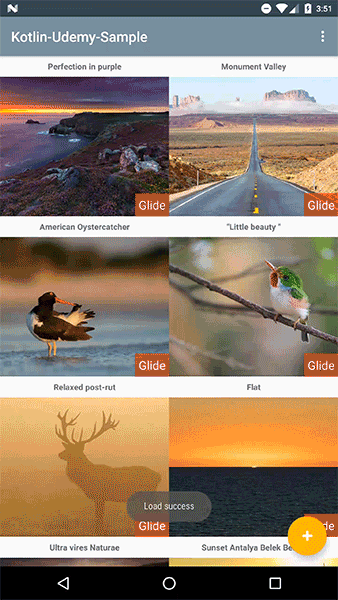 3:51
Kotlin-Udemy-Sample
Perfection in purple
Monument Valley
Glide
Glide
American Oystercatcher
"Little beauty "
Glide
Glide
Relaxed post-rut
Flat
Load success
Glide
Glide
Ultra vires Naturae
Sunset Antalya Belek Be